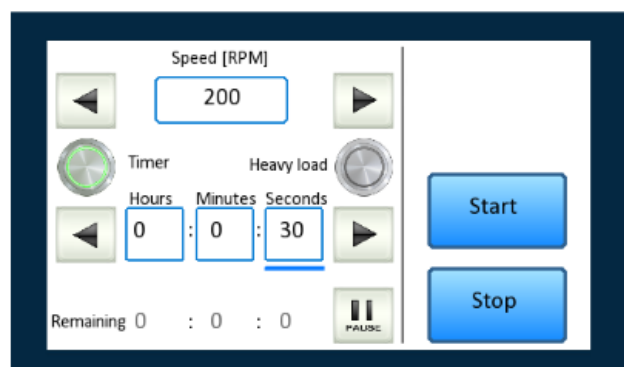 Speed [RPM]
200
Timer
Heavy load
Hours Minutes Seconds
0 : 0 : 30
Remaining 0 : 0 : 0
PAUSE
Start
Stop